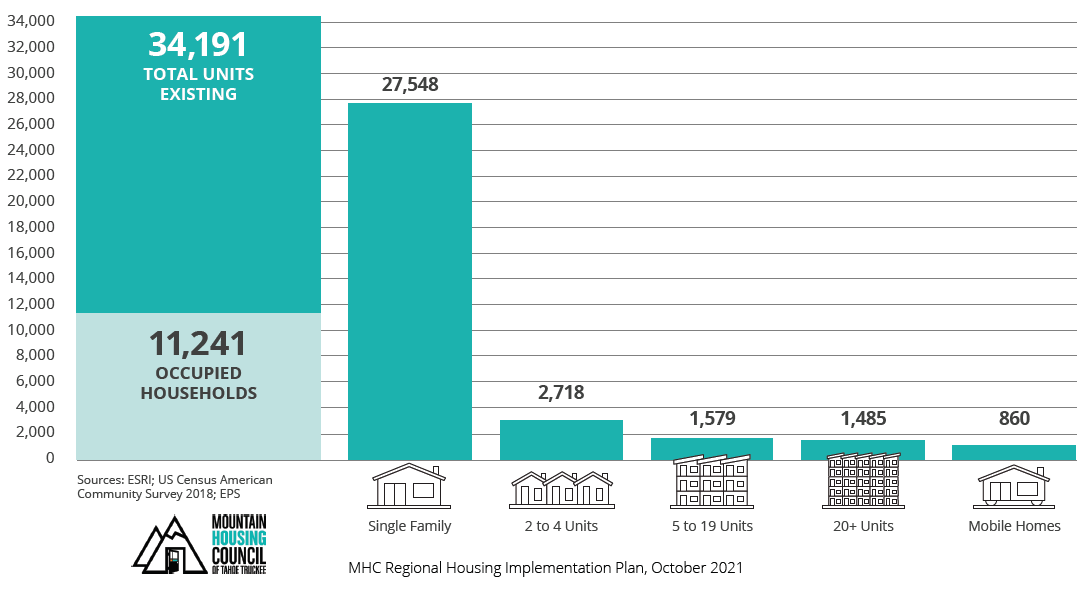 34,000
32,000
30,000
28,000
26,000
24,000
22,000
20,000
18,000
16,000
14,000
12,000
10,000
8,000
6,000
4,000
2,000
0
34,191
TOTAL UNITS
EXISTING
11,241
OCCUPIED
HOUSEHOLDS
27,548
2,718
1,579
1,485
860
Single Family
2 to 4 Units
5 to 19 Units
20+ Units
Mobile Homes
Sources: ESRI; US Census American
Community Survey 2018; EPS
MOUNTAIN
HOUSING
COUNCIL
OF TAHOE TRUCKEE
MHC Regional Housing Implementation Plan, October 2021